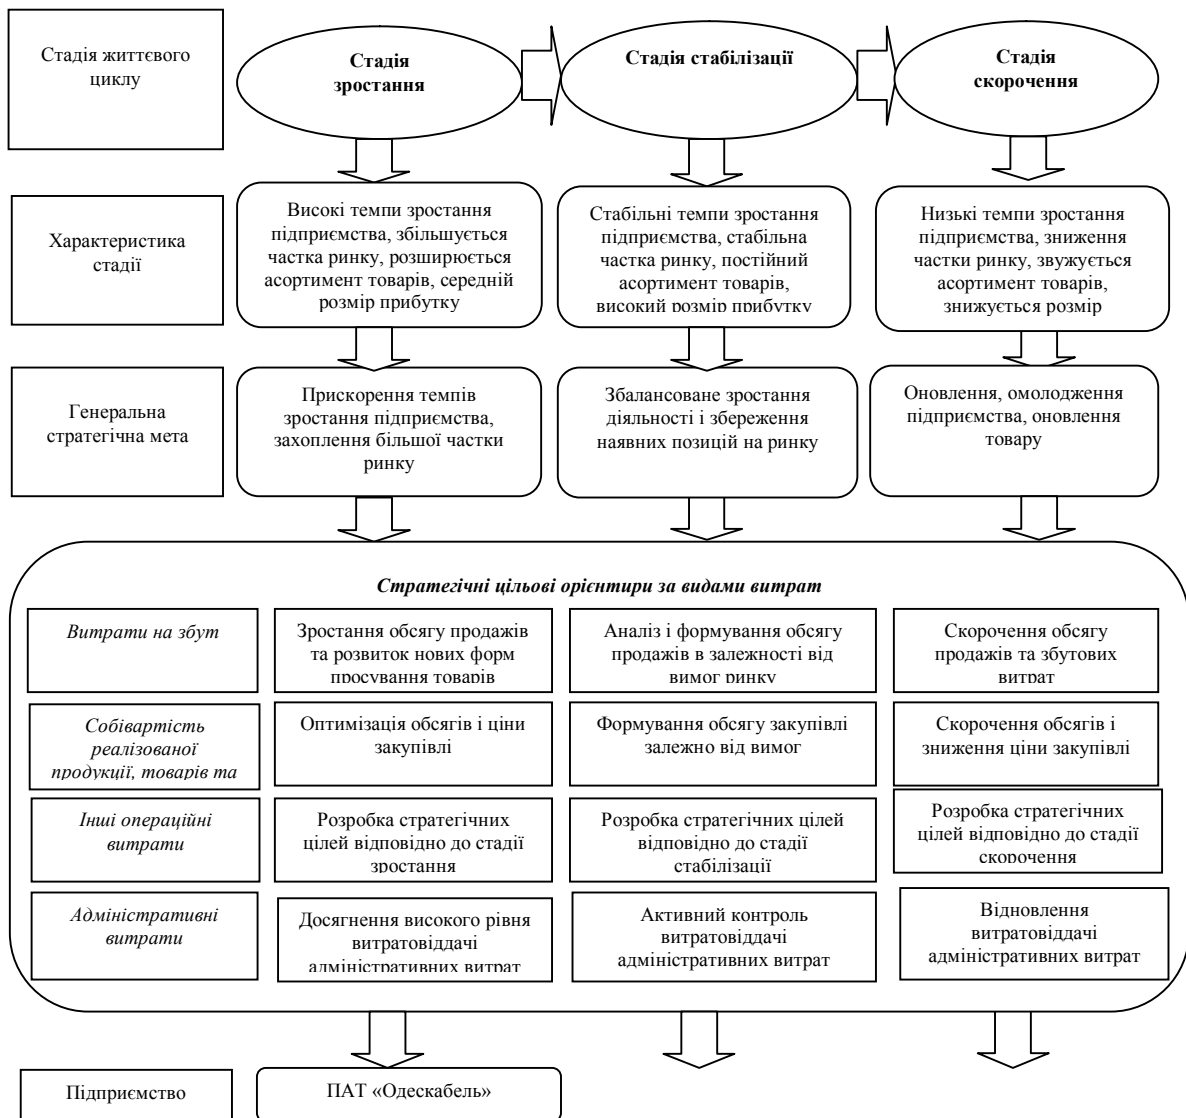 Стадія життєвого
циклу
Стадія
зростання
Стадія стабілізації
Стадія
скорочення
Характеристика
стадії
Високі темпи зростання
підприємства, збільшується
частка ринку, розширюється
асортимент товарів, середній
розмір прибутку
Стабільні темпи зростання
підприємства, стабільна
частка ринку, постійний
асортимент товарів,
високий розмір прибутку
Низькі темпи зростання
підприємства, зниження
частки ринку, звужується
асортимент товарів,
знижується розмір
Генеральна
стратегічна мета
Прискорення темпів
зростання підприємства,
захоплення більшої частки
ринку
Збалансоване зростання
діяльності і збереження
наявних позицій на ринку
Оновлення, омолодження
підприємства, оновлення
товару
Стратегічні цільові орієнтири за видами витрат
Витрати на збут
Зростання обсягу продажів
та розвиток нових форм
просування товарів
Аналіз і формування обсягу
продажів в залежності від
вимог ринку
Скорочення обсягу
продажів та збутових
витрат
Собівартість
реалізованої
продукції, товарів та
Оптимізація обсягів і ціни
закупівлі
Формування обсягу закупівлі
залежно від вимог
Скорочення обсягів і
зниження ціни закупівлі
Інші операційні
витрати
Розробка стратегічних
цілей відповідно до стадії
зростання
Розробка стратегічних цілей
відповідно до стадії
стабілізації
Розробка стратегічних
цілей відповідно до стадії
скорочення
Адміністративні
витрати
Досягнення високого рівня
витратовіддачі
адміністративних витрат
Активний контроль
витратовіддачі
адміністративних витрат
Відновлення
витратовіддачі
адміністративних витрат
Підприємство
ПАТ «Одескабель»